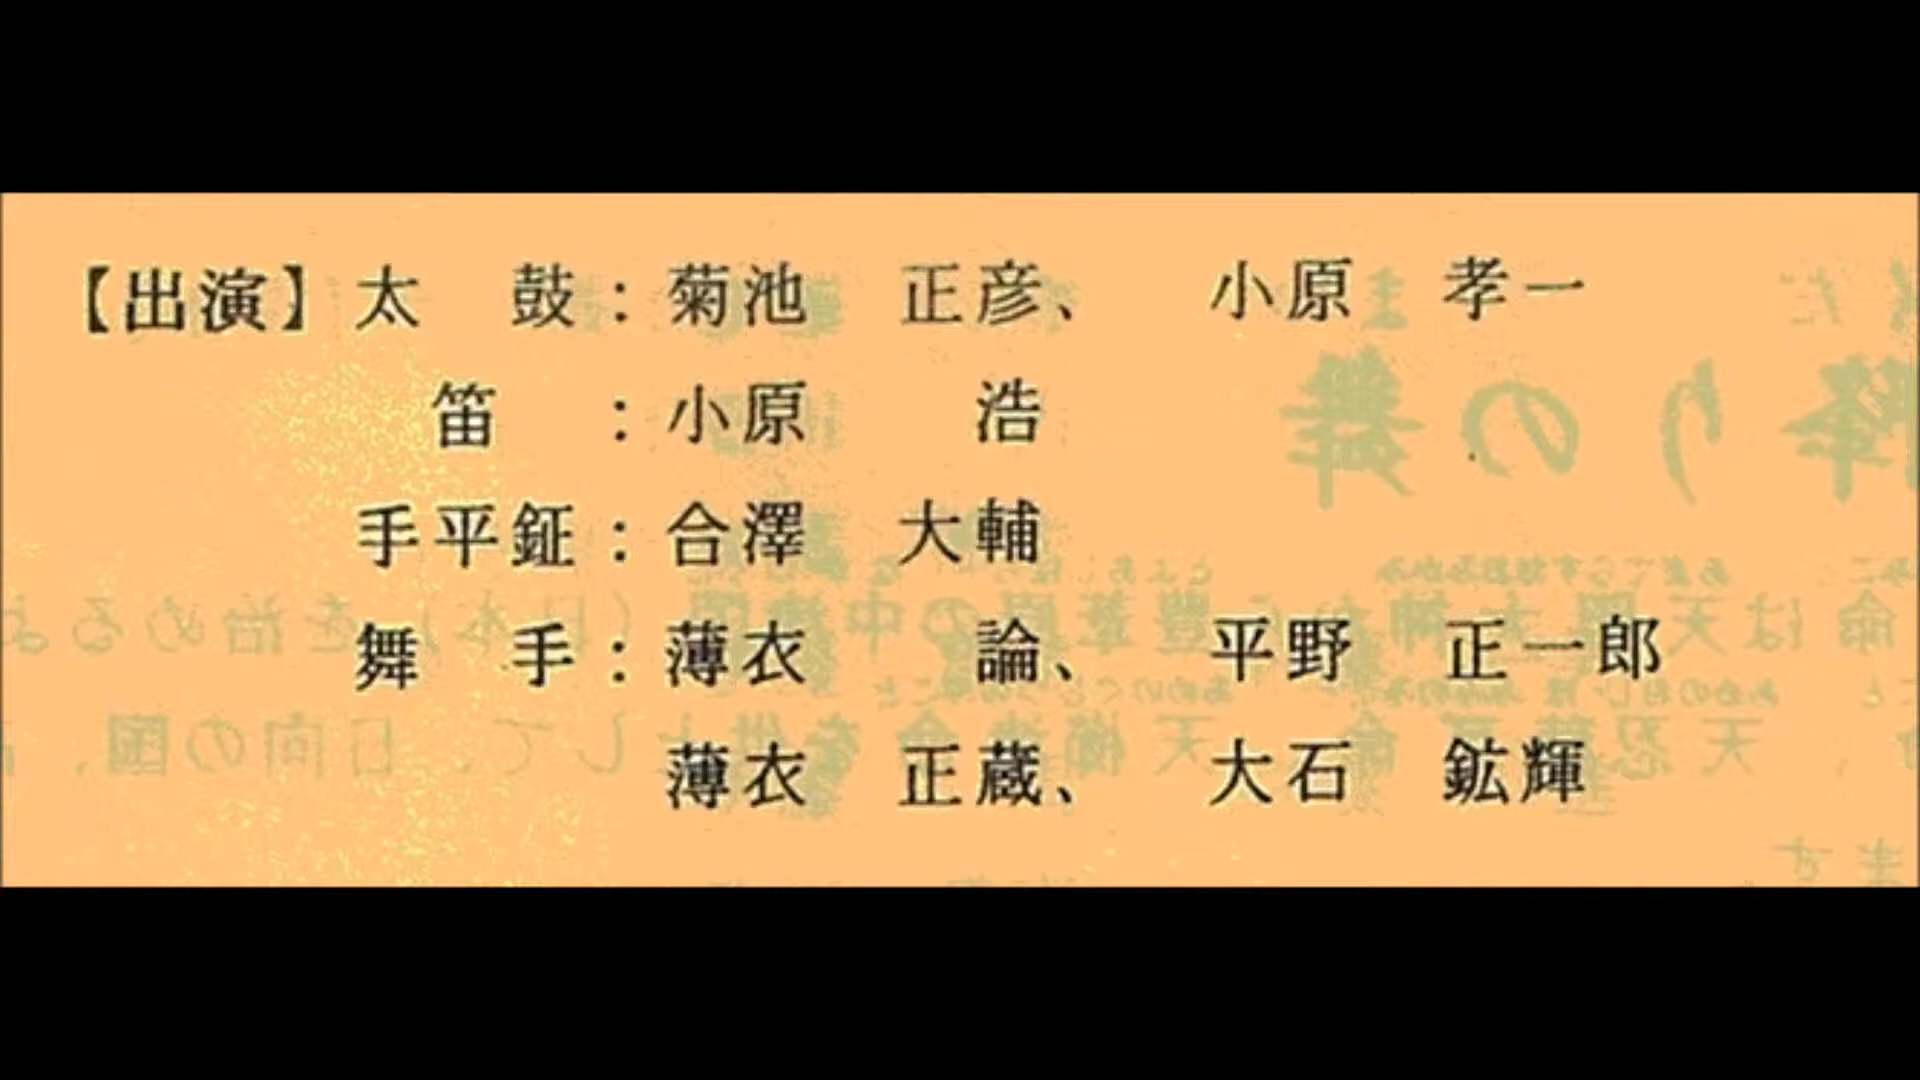 【出演】太 鼓：菊池 正彦、 小原 孝一
笛 ：小原 浩
手平鉦：合澤 大輔
舞 手：薄衣 論、 平野 正一郎
薄衣 正蔵、 大石 鉱輝